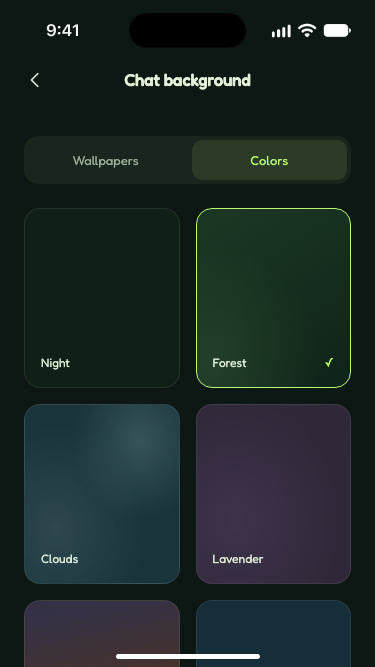 9:41
Chat background
Wallpapers
Colors
Night
Forest ✓
Clouds
Lavender